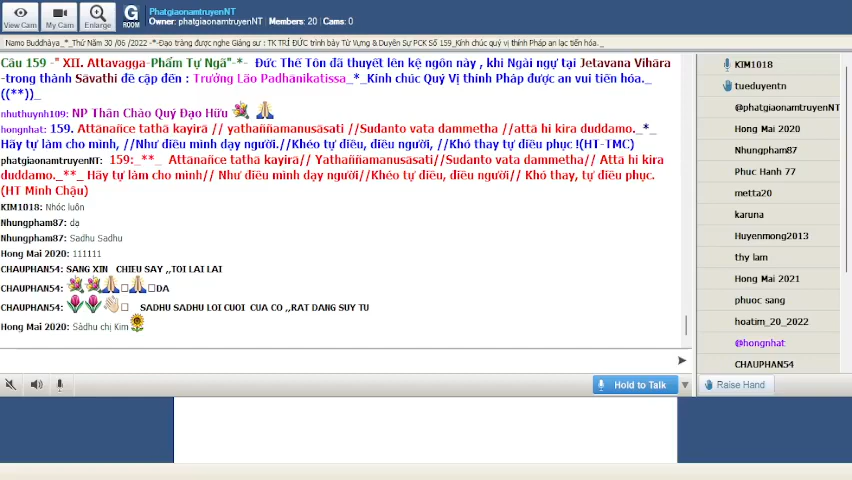 View Cam
My Cam
Enlarge
G
ROOM
PhatgiaonamtruyenNT
Owner: phatgiaonamtruyenNT | Members: 20 | Cams: 0
Namo Buddhàya_*_Thứ Năm 30 /06 /2022 -*-Đạo tràng được nghe Giảng sư : TK TRÍ ĐỨC trình bày Từ Vựng & Duyên Sự PCK Số 159_Kính chúc quý vị thính Pháp an lạc tiến hóa._
Câu 159 -" XII. Attavagga-Phẩm Tự Ngã"-*- Đức Thế Tôn đã thuyết lên kệ ngôn này , khi Ngài ngự tại Jetavana Vihāra
-trong thành Sāvathi đề cập đến : Trưởng Lão Padhānikatissa_*_Kính chúc Quý Vị thính Pháp được an vui tiến hóa._
((**))_
nhuthuynh109: NP Thân Chào Quý Đạo Hữu
hongnhat: 159. Attānañce tathā kayirā // yathaññamanusāsati//Sudanto vata dammetha //attā hi kira duddamo._*_
Hãy tự làm cho mình, //Như điều mình dạy người.//Khéo tự điều, điều người, //Khó thay tự điều phục !(HT-TMC)
phatgiaonamtruyenNT: 159:_**_ Attānañce tathā kayirā// Yathaññamanusāsati//Sudanto vata dammetha// Attā hi kira
duddamo._**_ Hãy tự làm cho mình// Như điều mình dạy người//Khéo tự điều, điều người// Khó thay, tự điều phục.
(HT Minh Châu)
KIM1018: Nhóc luôn
Nhungpham87: dạ
Nhungpham87: Sadhu Sadhu
Hong Mai 2020: 111111
CHAUPHAN54: SANG XIN CHIEU SAY ,,TOI LAI LAI
CHAUPHAN54: DA
CHAUPHAN54: SADHU SADHU LOI CUOI CUA CO ,,RAT DANG SUY TU
Hong Mai 2020: Sàdhu chị Kim
Hold to Talk
KIM1018
tueduyentn
@phatgiaonamtruyenNT
Hong Mai 2020
Nhungpham87
Phuc Hanh 77
metta20
karuna
Huyenmong2013
thy lam
Hong Mai 2021
phuoc sang
hoatim_20_2022
@hongnhat
CHAUPHAN54
Raise Hand